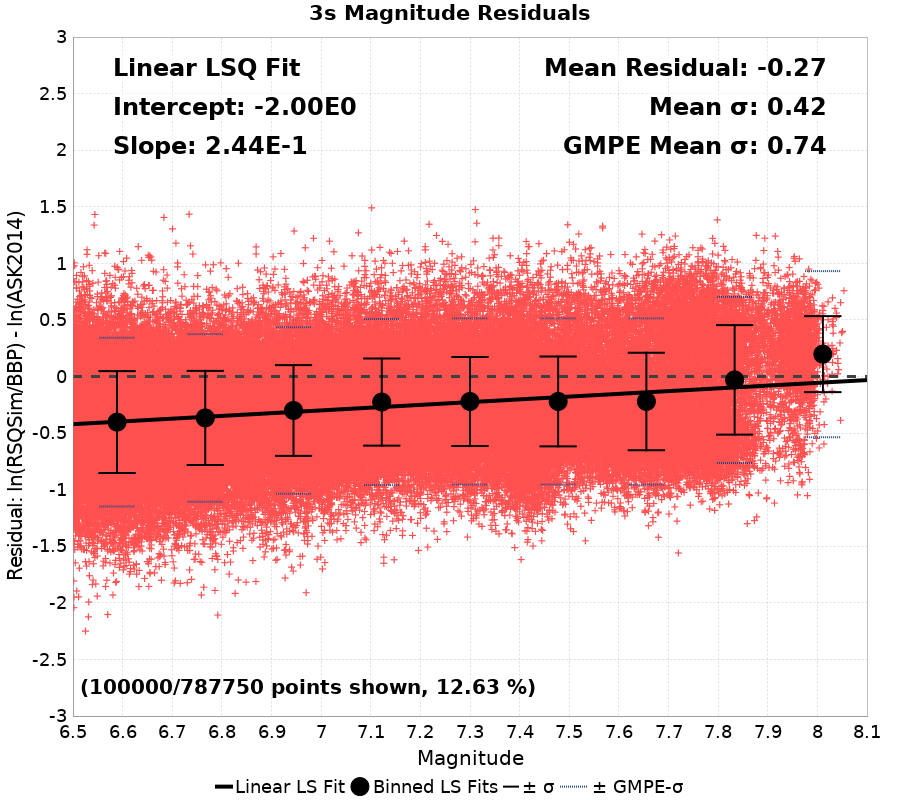 3s Magnitude Residuals
Linear LSQ Fit
Intercept: -2.00E0
Slope: 2.44E-1
Mean Residual: -0.27
Mean σ: 0.42
GMPE Mean σ: 0.74
Residual: ln(RSQSim/BBP) - ln(ASK2014)
3
2.5
2
1.5
1
0.5
0
-0.5
-1
-1.5
-2
-2.5
-3
(100000/787750 points shown, 12.63 %)
6.5 6.6 6.7 6.8 6.9 7 7.1 7.2 7.3 7.4 7.5 7.6 7.7 7.8 7.9 8 8.1
Magnitude
Linear LS Fit Binned LS Fits ± σ ± GMPE-σ